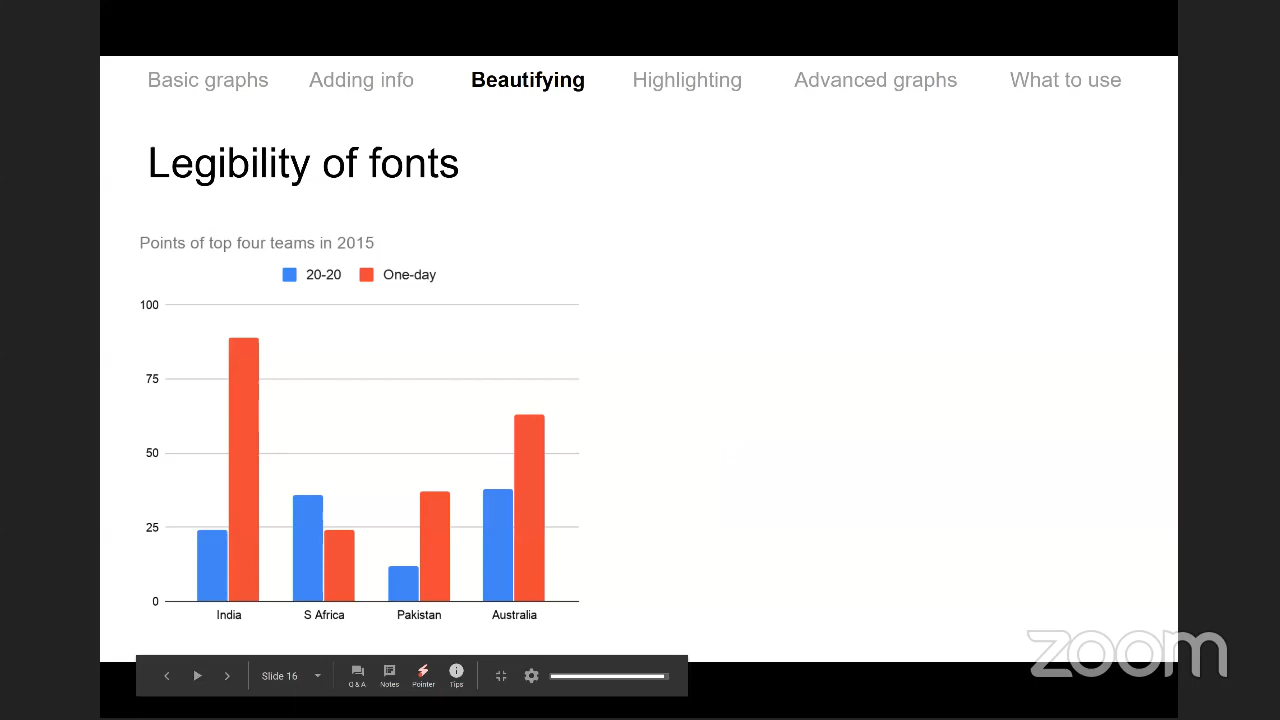 Basic graphs Adding info Beautifying Highlighting Advanced graphs What to use
Legibility of fonts
Points of top four teams in 2015
20-20 One-day
100
75
50
25
0
India S Africa Pakistan Australia
Slide 16 Q & A Notes Pointer Tips
zoom